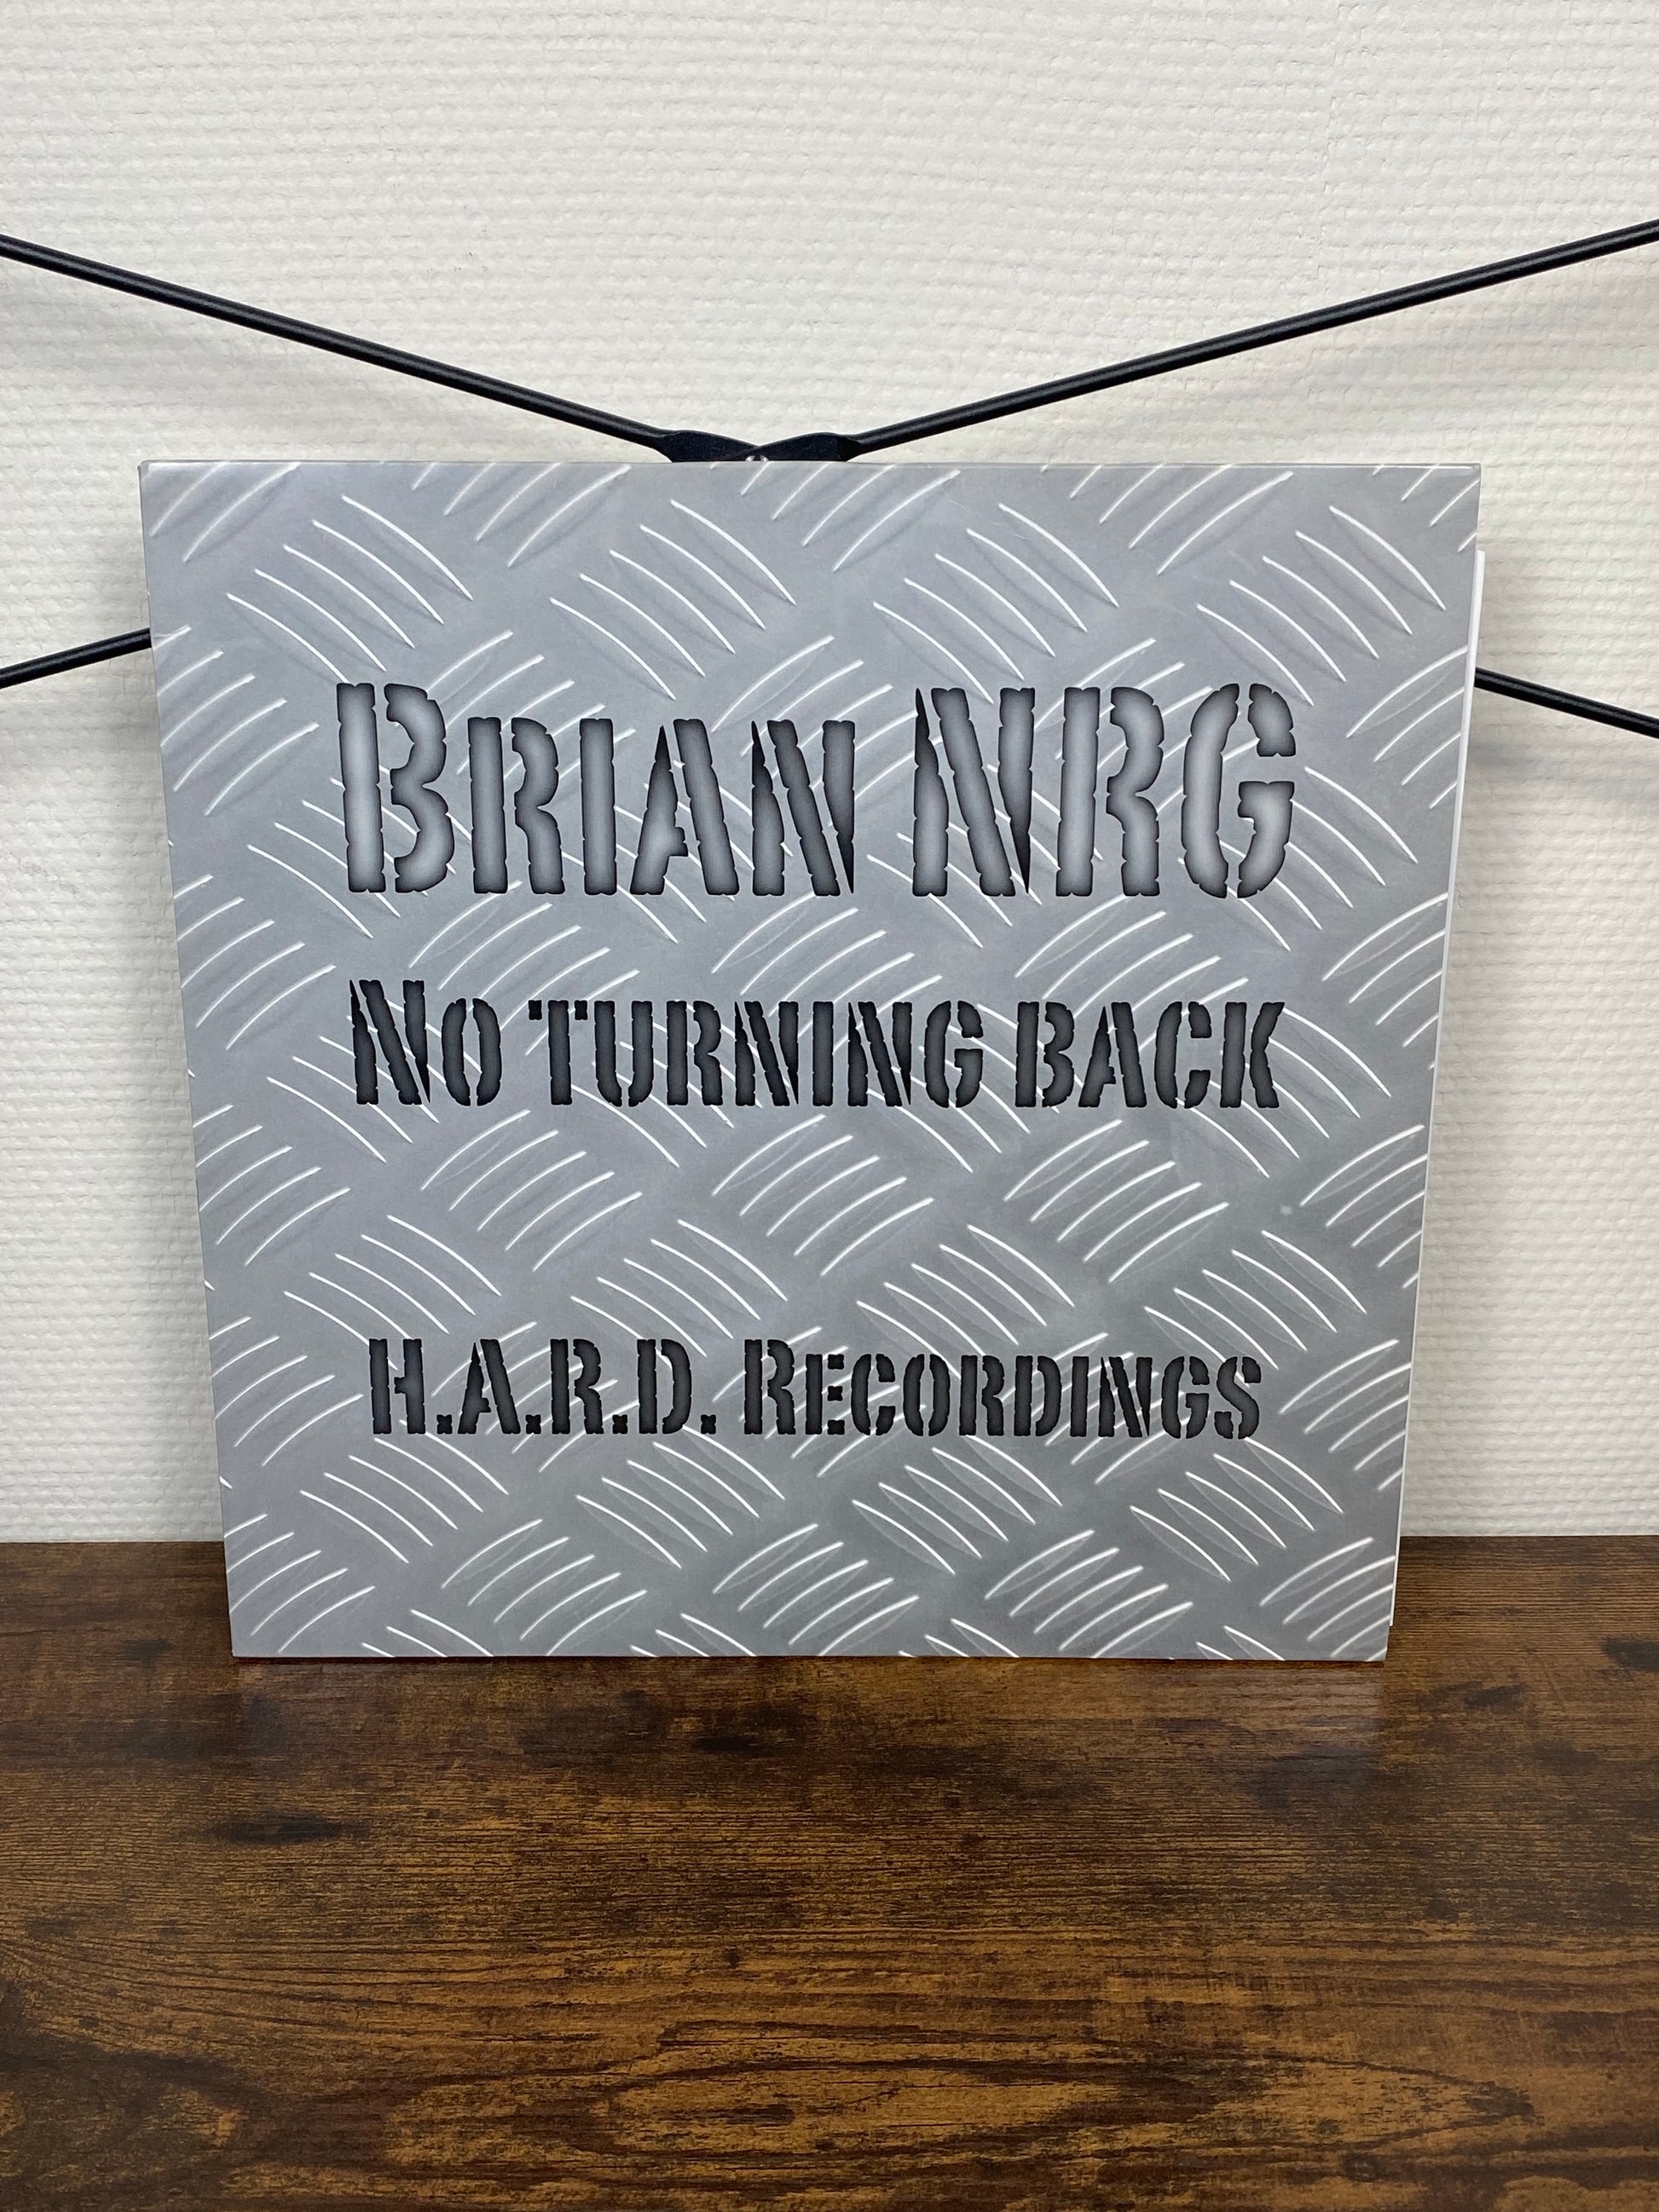 Brian NRG
No turning back
H.A.R.D. Recordings